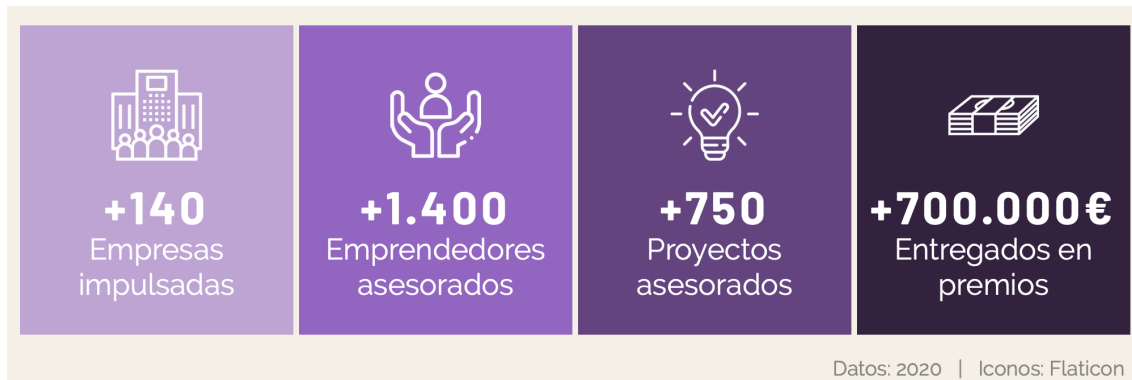 +140
Empresas
impulsadas
+1.400
Emprendedores
asesorados
+750
Proyectos
asesorados
+700.000€
Entregados en
premios
Datos: 2020 | Iconos: Flaticon